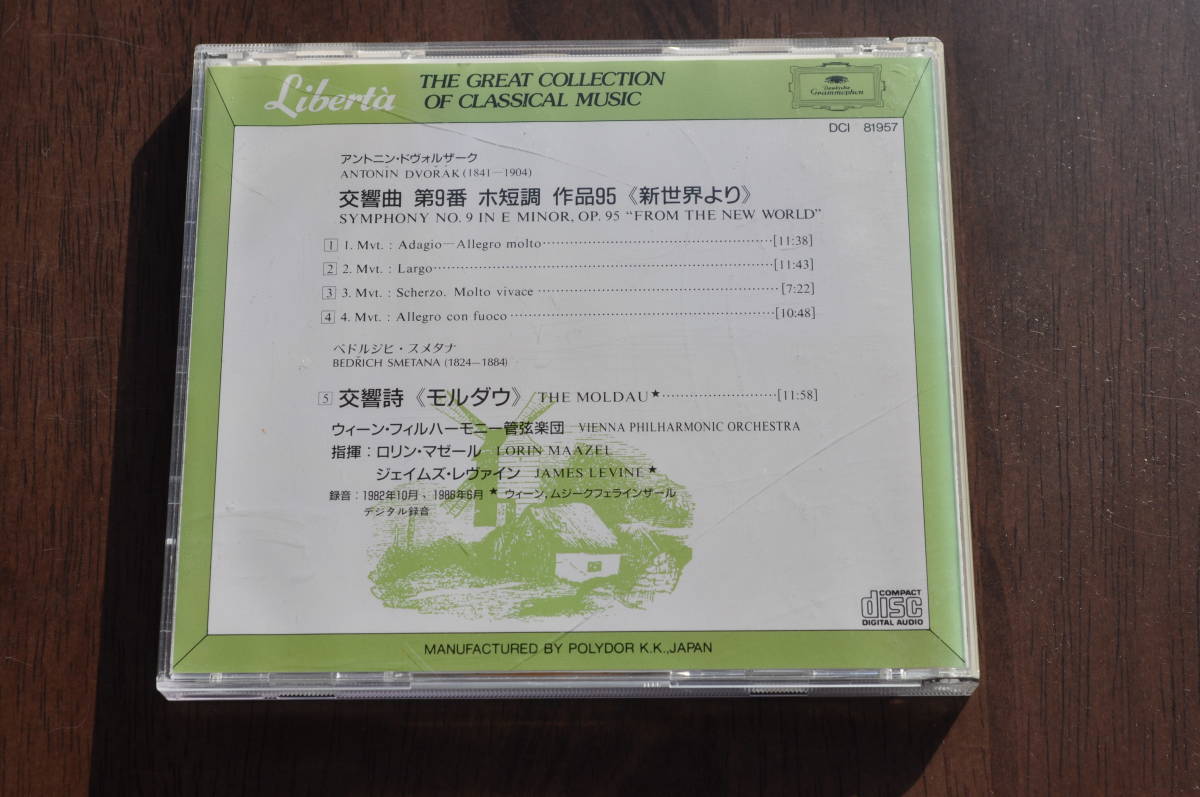 Libertà
THE GREAT COLLECTION
OF CLASSICAL MUSIC
Deutsche
Grammophon
DCI 81957
アントニン・ドヴォルザーク
ANTONÍN DVOŘÁK (1841—1904)
交響曲 第9番 ホ短調 作品95《新世界より》
SYMPHONY NO. 9 IN E MINOR, OP. 95 “FROM THE NEW WORLD”
1 1. Mvt. : Adagio—Allegro molto [11:38]
2 2. Mvt. : Largo [11:43]
3 3. Mvt. : Scherzo. Molto vivace [7:22]
4 4. Mvt. : Allegro con fuoco [10:48]
ベドルジヒ・スメタナ
BEDŘICH SMETANA (1824—1884)
5 交響詩《モルダウ》 THE MOLDAU★ [11:58]
ウィーン・フィルハーモニー管弦楽団 VIENNA PHILHARMONIC ORCHESTRA
指揮：ロリン・マゼール LORIN MAAZEL
ジェイムズ・レヴァイン JAMES LEVINE★
録音：1982年10月、1986年6月★ ウィーン，ムジークフェラインザール
デジタル録音
COMPACT
disc
DIGITAL AUDIO
MANUFACTURED BY POLYDOR K.K., JAPAN